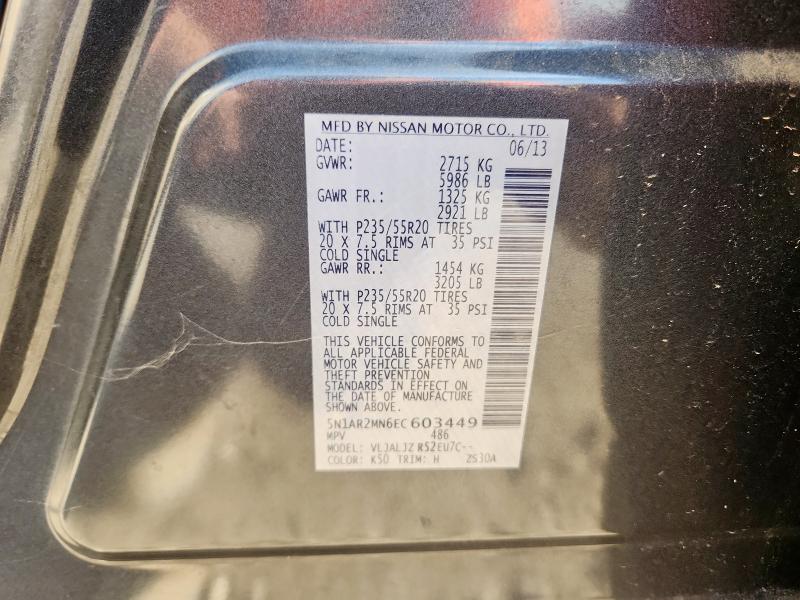 MFD BY NISSAN MOTOR CO., LTD.
DATE: 06/13
GVWR: 2715 KG
5986 LB
GAWR FR.: 1325 KG
2921 LB
WITH P235/55R20 TIRES
20 X 7.5 RIMS AT 35 PSI
COLD SINGLE
GAWR RR.: 1454 KG
3205 LB
WITH P235/55R20 TIRES
20 X 7.5 RIMS AT 35 PSI
COLD SINGLE
THIS VEHICLE CONFORMS TO
ALL APPLICABLE FEDERAL
MOTOR VEHICLE SAFETY AND
THEFT PREVENTION
STANDARDS IN EFFECT ON
THE DATE OF MANUFACTURE
SHOWN ABOVE.
5N1AR2MN6EC603449
MPV 486
MODEL: VLJALJZ R52EU7C--
COLOR: K50 TRIM: H ZS30A